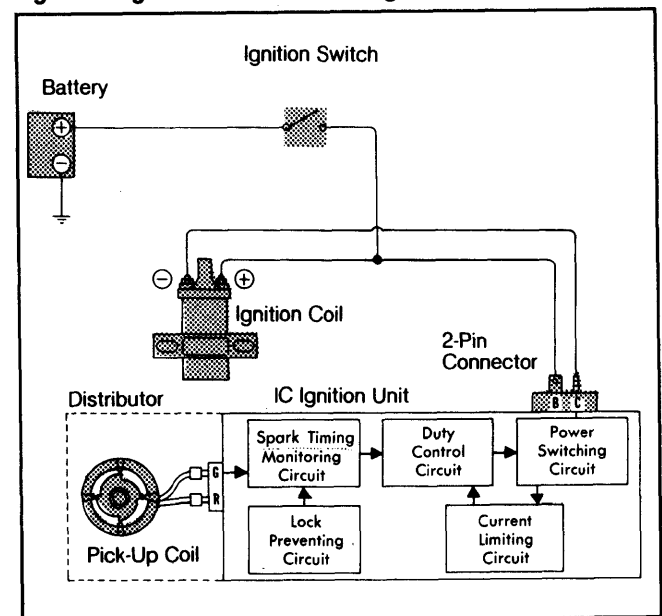 Ignition Switch
Battery
+
−
− +
Ignition Coil
2-Pin
Connector
Distributor
IC Ignition Unit
B C
G
R
Pick-Up Coil
Spark Timing
Monitoring
Circuit
Duty
Control
Circuit
Power
Switching
Circuit
Lock
Preventing
Circuit
Current
Limiting
Circuit